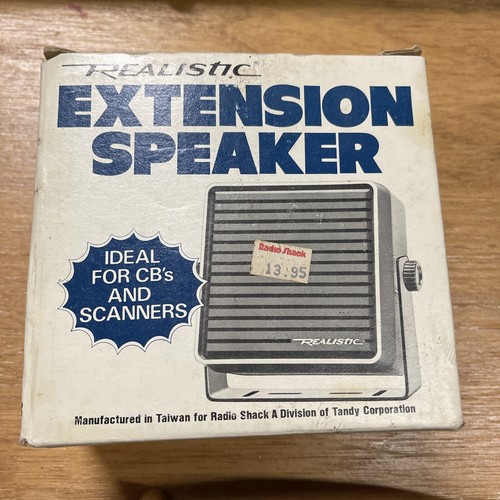 REALISTIC
EXTENSION
SPEAKER
IDEAL
FOR CB's
AND
SCANNERS
Radio Shack
13.95
REALISTIC
Manufactured in Taiwan for Radio Shack A Division of Tandy Corporation